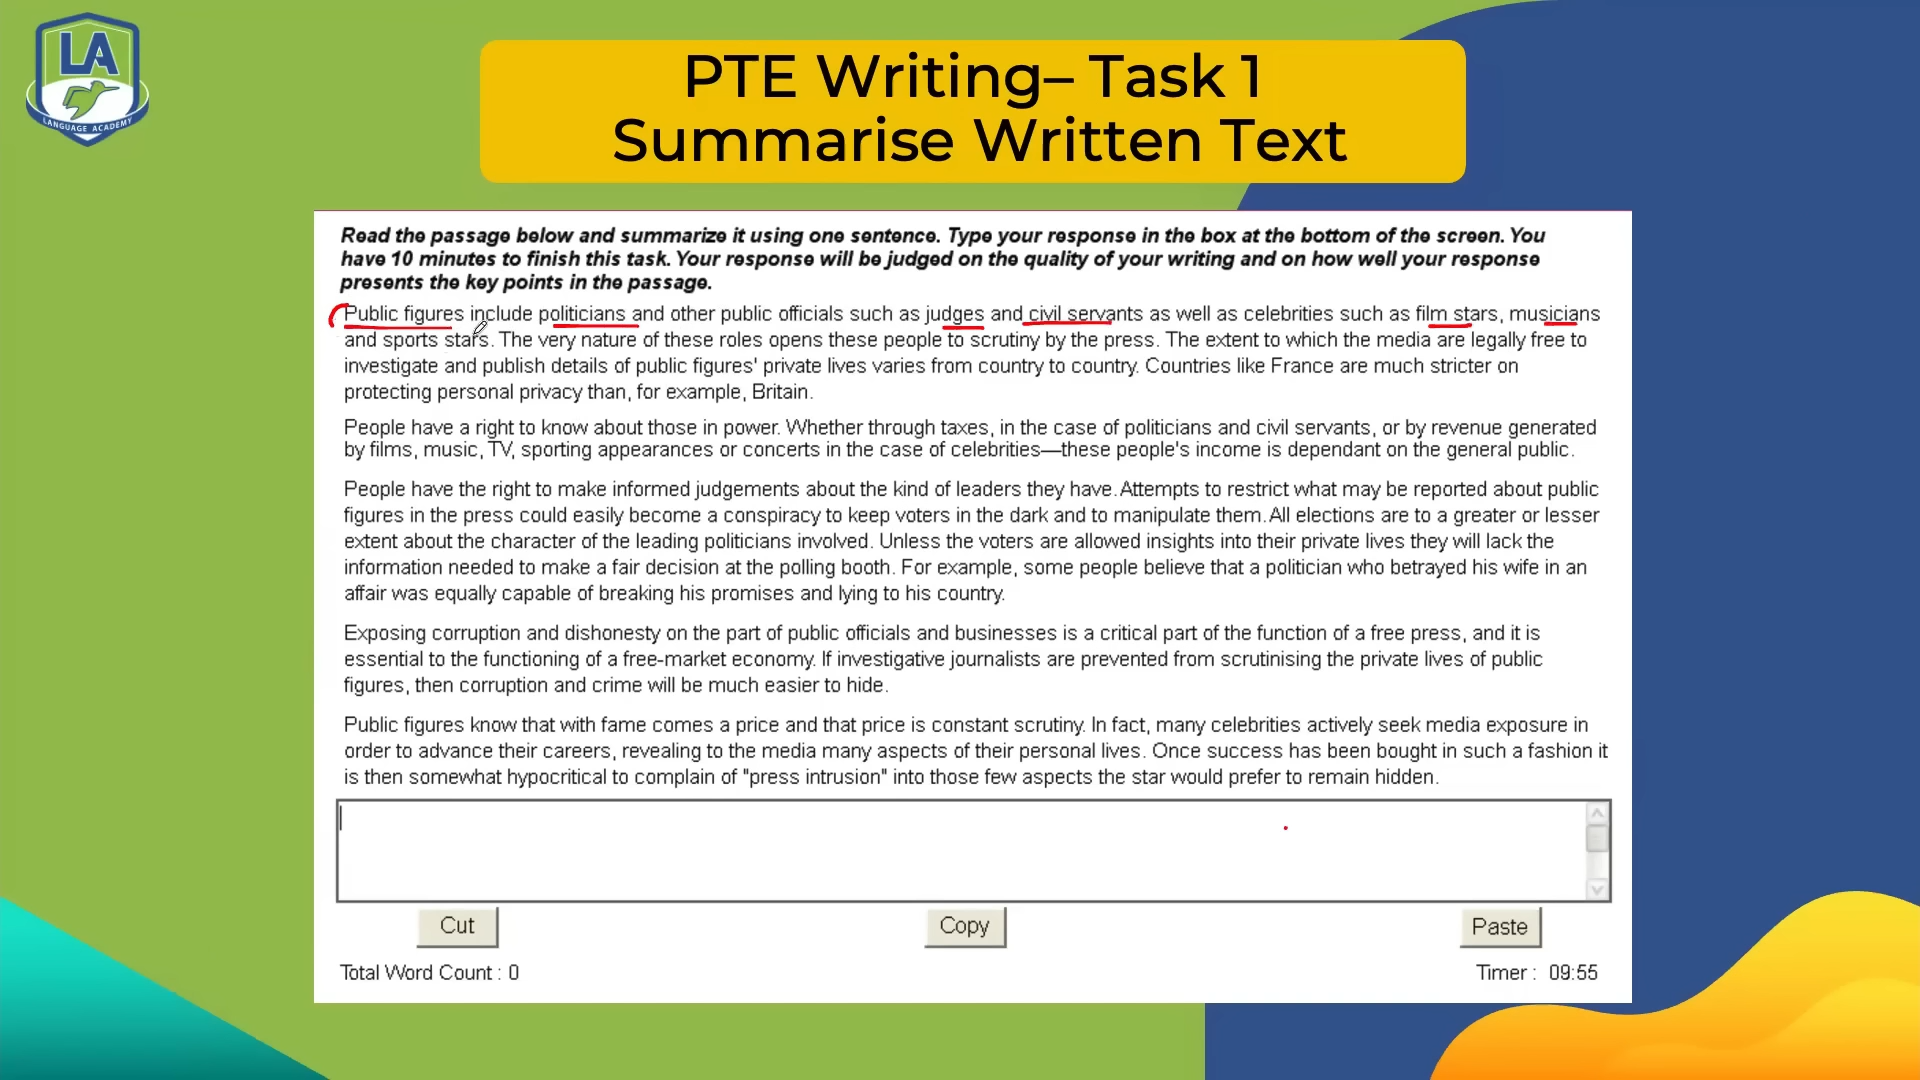 LA
LANGUAGE ACADEMY
PTE Writing– Task 1
Summarise Written Text
Read the passage below and summarize it using one sentence. Type your response in the box at the bottom of the screen. You
have 10 minutes to finish this task. Your response will be judged on the quality of your writing and on how well your response
presents the key points in the passage.
Public figures include politicians and other public officials such as judges and civil servants as well as celebrities such as film stars, musicians
and sports stars. The very nature of these roles opens these people to scrutiny by the press. The extent to which the media are legally free to
investigate and publish details of public figures' private lives varies from country to country. Countries like France are much stricter on
protecting personal privacy than, for example, Britain.
People have a right to know about those in power. Whether through taxes, in the case of politicians and civil servants, or by revenue generated
by films, music, TV, sporting appearances or concerts in the case of celebrities—these people's income is dependant on the general public.
People have the right to make informed judgements about the kind of leaders they have. Attempts to restrict what may be reported about public
figures in the press could easily become a conspiracy to keep voters in the dark and to manipulate them. All elections are to a greater or lesser
extent about the character of the leading politicians involved. Unless the voters are allowed insights into their private lives they will lack the
information needed to make a fair decision at the polling booth. For example, some people believe that a politician who betrayed his wife in an
affair was equally capable of breaking his promises and lying to his country.
Exposing corruption and dishonesty on the part of public officials and businesses is a critical part of the function of a free press, and it is
essential to the functioning of a free-market economy. If investigative journalists are prevented from scrutinising the private lives of public
figures, then corruption and crime will be much easier to hide.
Public figures know that with fame comes a price and that price is constant scrutiny. In fact, many celebrities actively seek media exposure in
order to advance their careers, revealing to the media many aspects of their personal lives. Once success has been bought in such a fashion it
is then somewhat hypocritical to complain of "press intrusion" into those few aspects the star would prefer to remain hidden.
Cut
Copy
Paste
Total Word Count : 0
Timer : 09:55